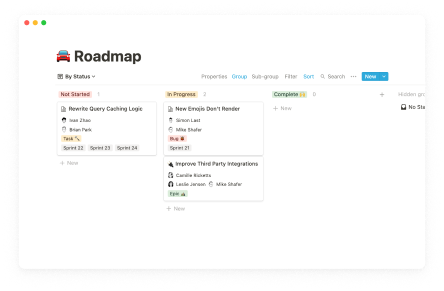 Roadmap
By Status
Properties Group Sub-group Filter Sort Search ... New
Not Started 1
In Progress 2
Complete 0
Hidden gro
No Sta
Rewrite Query Caching Logic
Ivan Zhao
Brian Park
Task
Sprint 22 Sprint 23 Sprint 24
+ New
New Emojis Don't Render
Simon Last
Mike Shafer
Bug
Sprint 21
Improve Third Party Integrations
Camille Ricketts
Leslie Jensen Mike Shafer
Epic
+ New
+ New